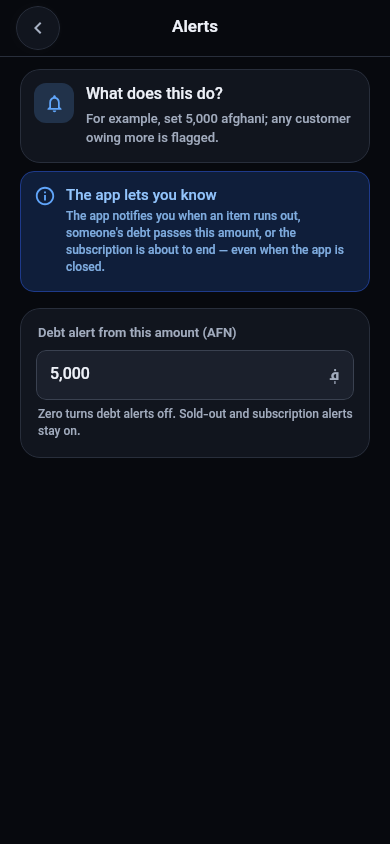 Alerts
What does this do?
For example, set 5,000 afghani; any customer
owing more is flagged.
The app lets you know
The app notifies you when an item runs out,
someone's debt passes this amount, or the
subscription is about to end — even when the app is
closed.
Debt alert from this amount (AFN)
5,000 ؋
Zero turns debt alerts off. Sold-out and subscription alerts
stay on.